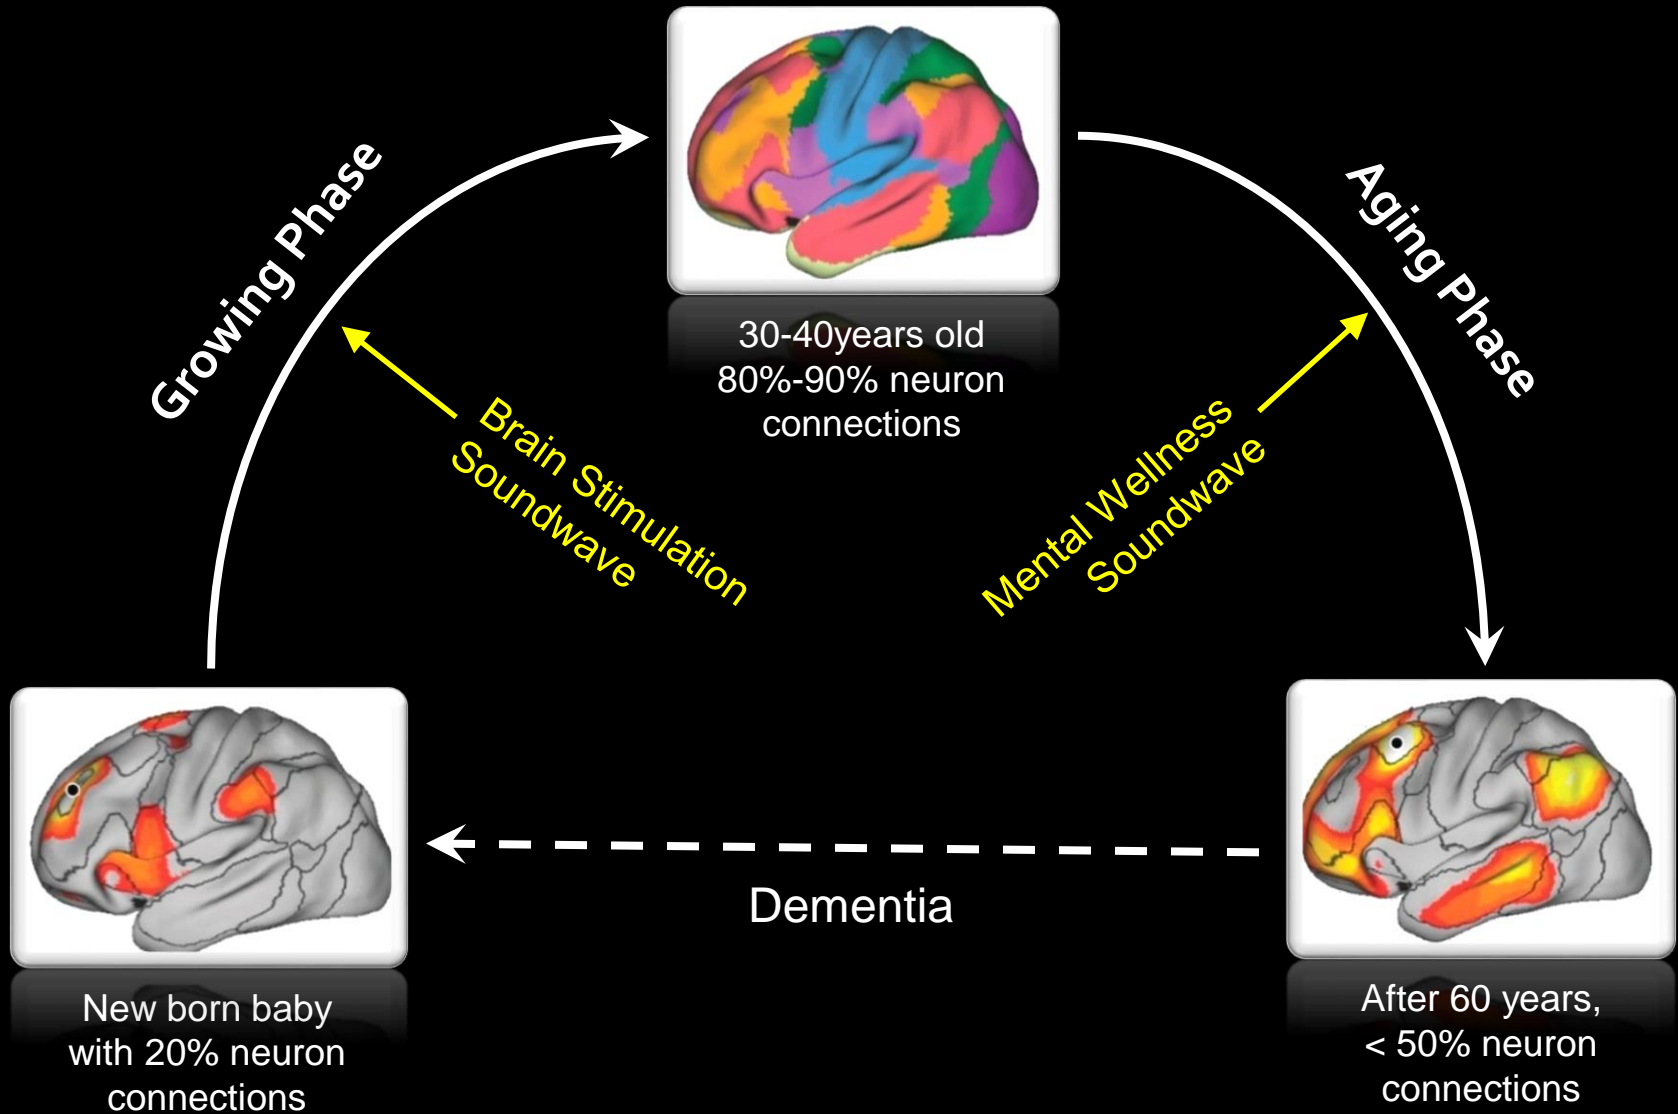 30-40years old
80%-90% neuron
connections
Growing Phase
Aging Phase
Brain Stimulation
Soundwave
Mental Wellness
Soundwave
Dementia
New born baby
with 20% neuron
connections
After 60 years,
< 50% neuron
connections